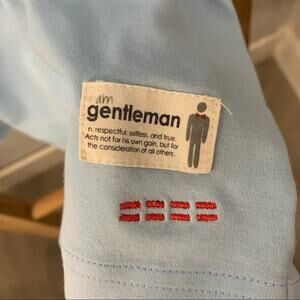 i am
gentleman
n. respectful, selfless, and true.
Acts not for his own gain, but for
the consideration of all others.